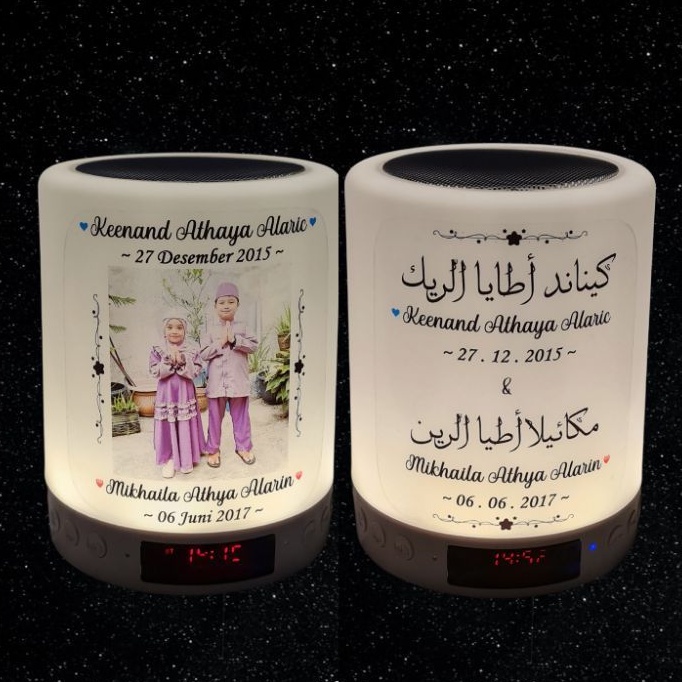 Keenand Athaya Alaric
~ 27 Desember 2015 ~
Mikhaila Athya Alarin
~ 06 Juni 2017 ~
كيناند أطايا الريك
Keenand Athaya Alaric
~ 27 . 12 . 2015 ~
&
مكائيلا أطيا الرين
Mikhaila Athya Alarin
~ 06 . 06 . 2017 ~